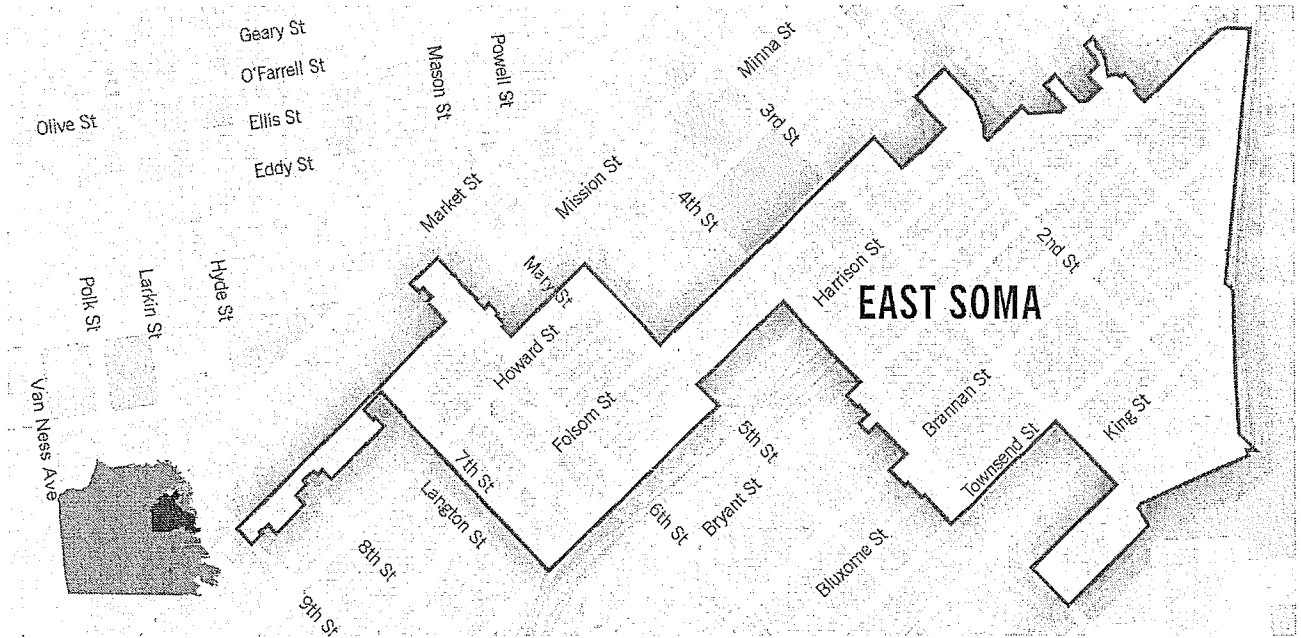 Geary St
O'Farrell St
Ellis St
Eddy St
Olive St
Mason St
Powell St
Minna St
3rd St
Market St
Mission St
4th St
Polk St
Larkin St
Hyde St
Mary St
Harrison St
2nd St
EAST SOMA
Howard St
Folsom St
Brannan St
King St
Van Ness Ave
7th St
Langton St
5th St
6th St
Bryant St
Townsend St
8th St
Bluxome St
9th St